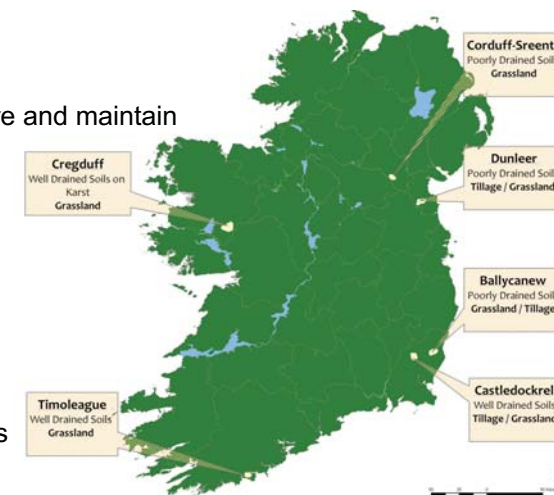 e and maintain
s
Corduff-Sreent
Poorly Drained Soil
Grassland
Cregduff
Well Drained Soils on
Karst
Grassland
Dunleer
Poorly Drained Soil
Tillage / Grassland
Ballycanew
Poorly Drained Soil
Grassland / Tillage
Castledockrel
Well Drained Soils
Tillage / Grassland
Timoleague
Well Drained Soils
Grassland